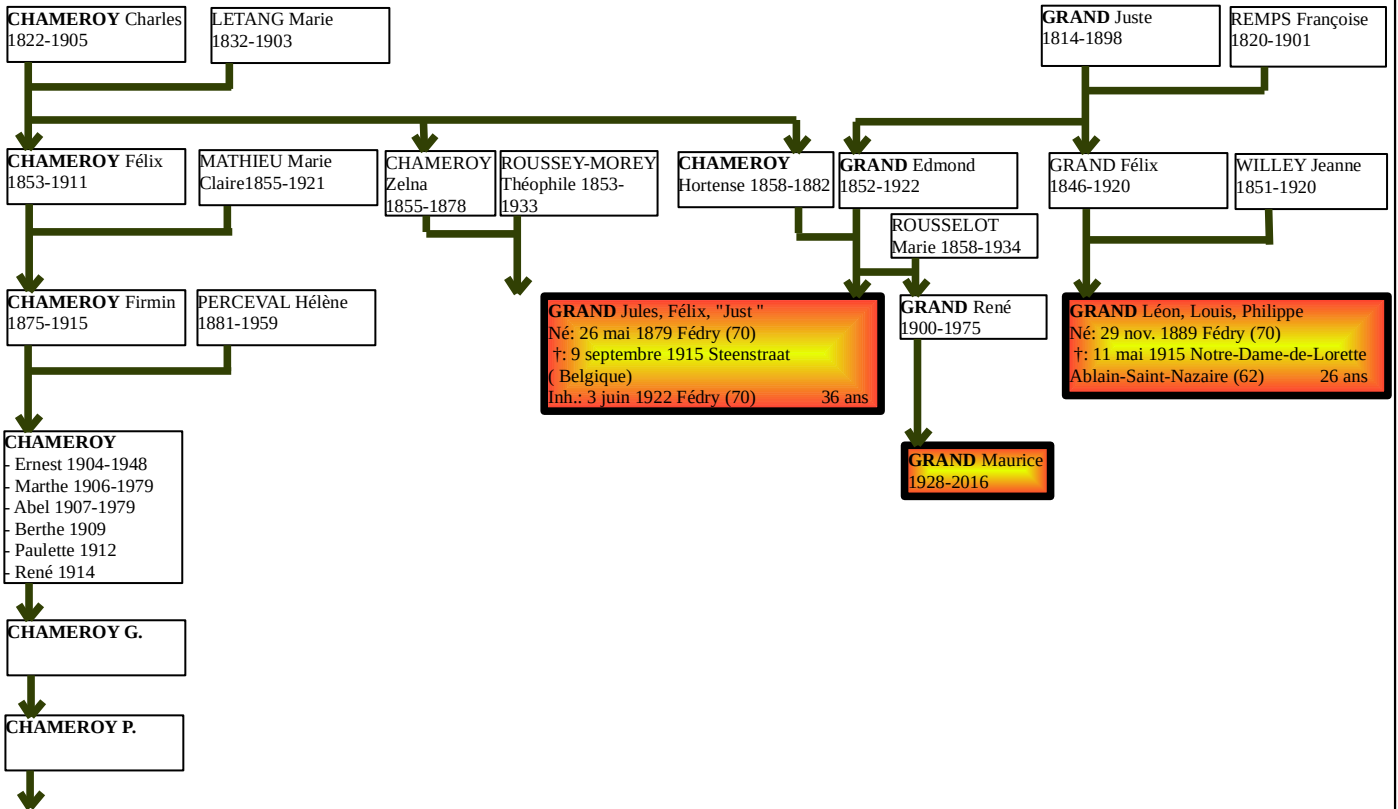 CHAMEROY Charles
1822-1905
LETANG Marie
1832-1903
GRAND Juste
1814-1898
REMPS Françoise
1820-1901
CHAMEROY Félix
1853-1911
MATHIEU Marie
Claire1855-1921
CHAMEROY
Zelna
1855-1878
ROUSSEY-MOREY
Théophile 1853-
1933
CHAMEROY
Hortense 1858-1882
GRAND Edmond
1852-1922
GRAND Félix
1846-1920
WILLEY Jeanne
1851-1920
ROUSSELOT
Marie 1858-1934
CHAMEROY Firmin
1875-1915
PERCEVAL Hélène
1881-1959
GRAND Jules, Félix, "Just "
Né: 26 mai 1879 Fédry (70)
†: 9 septembre 1915 Steenstraat
( Belgique)
Inh.: 3 juin 1922 Fédry (70) 36 ans
GRAND René
1900-1975
GRAND Léon, Louis, Philippe
Né: 29 nov. 1889 Fédry (70)
†: 11 mai 1915 Notre-Dame-de-Lorette
Ablain-Saint-Nazaire (62) 26 ans
CHAMEROY
- Ernest 1904-1948
- Marthe 1906-1979
- Abel 1907-1979
- Berthe 1909
- Paulette 1912
- René 1914
GRAND Maurice
1928-2016
CHAMEROY G.
CHAMEROY P.